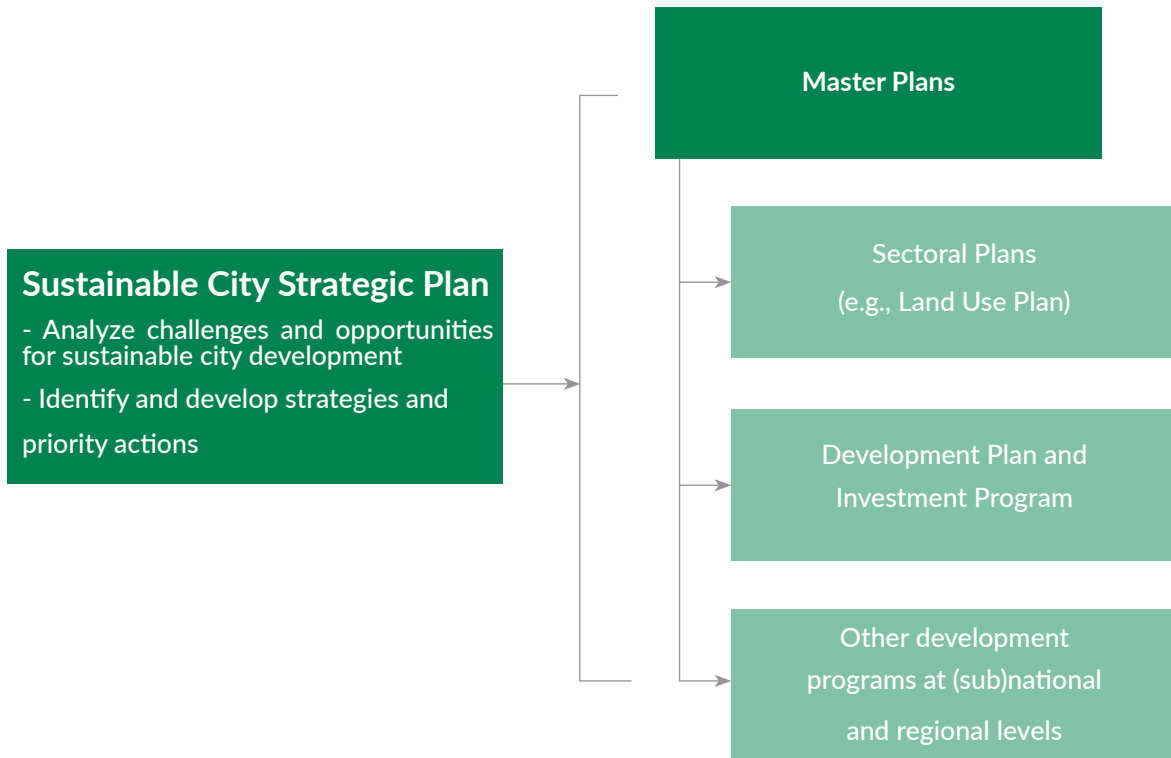 Master Plans
Sustainable City Strategic Plan
- Analyze challenges and opportunities
for sustainable city development
- Identify and develop strategies and
priority actions
Sectoral Plans
(e.g., Land Use Plan)
Development Plan and
Investment Program
Other development
programs at (sub)national
and regional levels